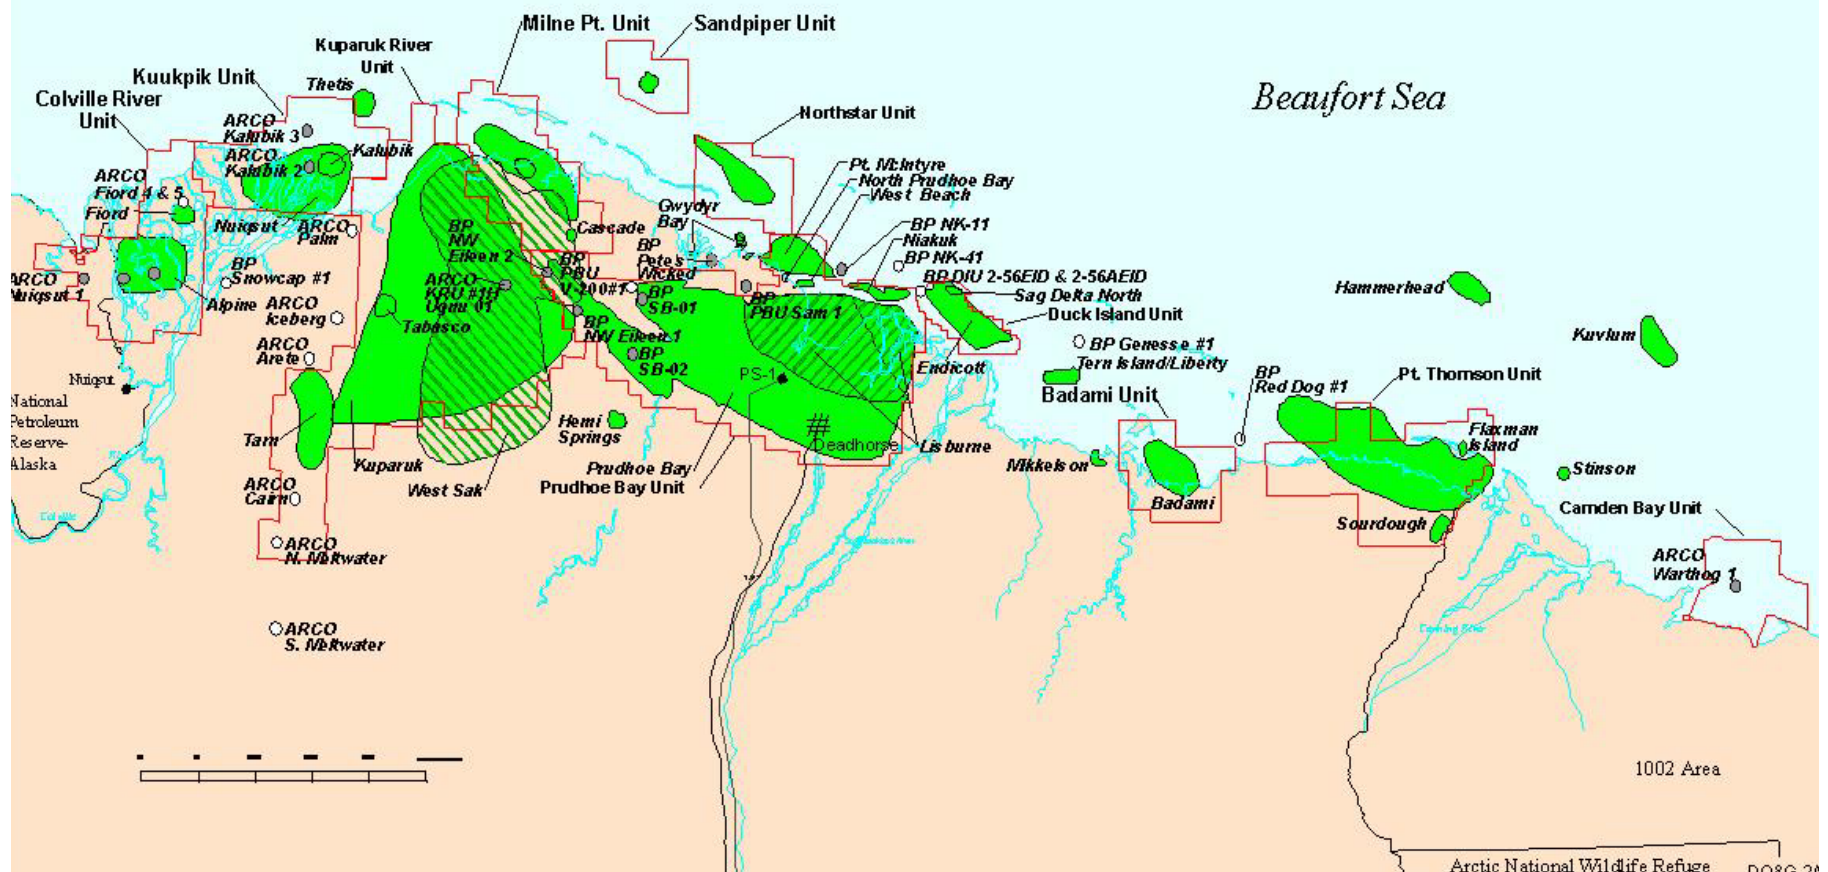 Milne Pt. Unit
Sandpiper Unit
Kuparuk River
Unit
Kuukpik Unit
Thetis
Colville River
Unit
Beaufort Sea
ARCO
Kalubik 3
Northstar Unit
Kalubik
ARCO
Kalubik 2
Pt. McIntyre
North Prudhoe Bay
West Beach
ARCO
Fiord 4 & 5
Fiord
Gwydyr
Bay
BP NK-11
Niakuk
BP NK-41
Nuiqsut
ARCO
Palm
BP
NW
Eileen 2
Cascade
BP
Pete's
Wicked
BP DIU 2-56EID & 2-56AEID
Sag Delta North
Duck Island Unit
ARCO
Nuiqsut 1
BP
Snowcap #1
Alpine
ARCO
KRU #1H
Ugnu 01
BP
PBU
V-200#1
BP
SB-01
BP
PBU Sam 1
Hammerhead
ARCO
Iceberg
Tabasco
BP
NW Eileen 1
Kuvlum
ARCO
Arete
BP
SB-02
BP Genesse #1
Tern Island/Liberty
Endicott
Nuiqsut
PS-1
BP
Red Dog #1
Pt. Thomson Unit
National
Petroleum
Reserve-
Alaska
Badami Unit
Tarn
Hemi
Springs
#
Deadhorse
Lisburne
Flaxman
Island
Kuparuk
Prudhoe Bay
Mikkelson
Stinson
West Sak
Prudhoe Bay Unit
ARCO
Cairn
Badami
Camden Bay Unit
Colville
Sourdough
ARCO
N. Meltwater
ARCO
Warthog 1
ARCO
S. Meltwater
Canning River
1002 Area
Arctic National Wildlife Refuge